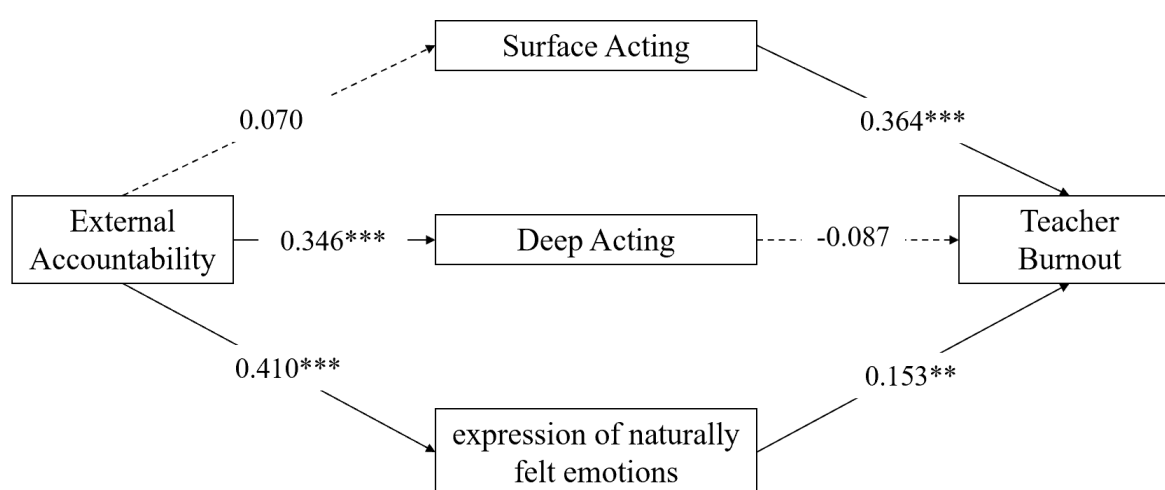 Surface Acting
0.070
0.364***
External
Accountability
0.346***
Deep Acting
-0.087
Teacher
Burnout
0.410***
0.153**
expression of naturally
felt emotions